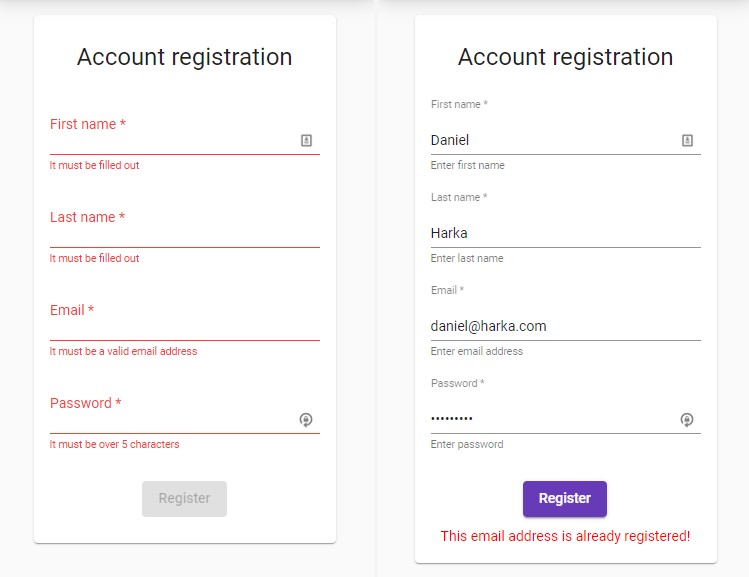 Account registration
First name *
It must be filled out
Last name *
It must be filled out
Email *
It must be a valid email address
Password *
It must be over 5 characters
Register
Account registration
First name *
Daniel
Enter first name
Last name *
Harka
Enter last name
Email *
daniel@harka.com
Enter email address
Password *
•••••••••
Enter password
Register
This email address is already registered!